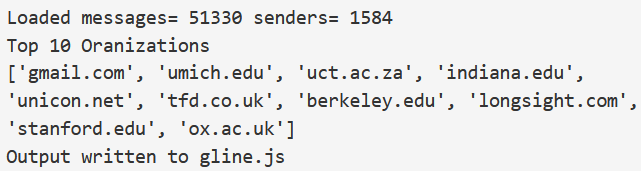 Loaded messages= 51330 senders= 1584
Top 10 Oranizations
['gmail.com', 'umich.edu', 'uct.ac.za', 'indiana.edu',
'unicon.net', 'tfd.co.uk', 'berkeley.edu', 'longsight.com',
'stanford.edu', 'ox.ac.uk']
Output written to gline.js